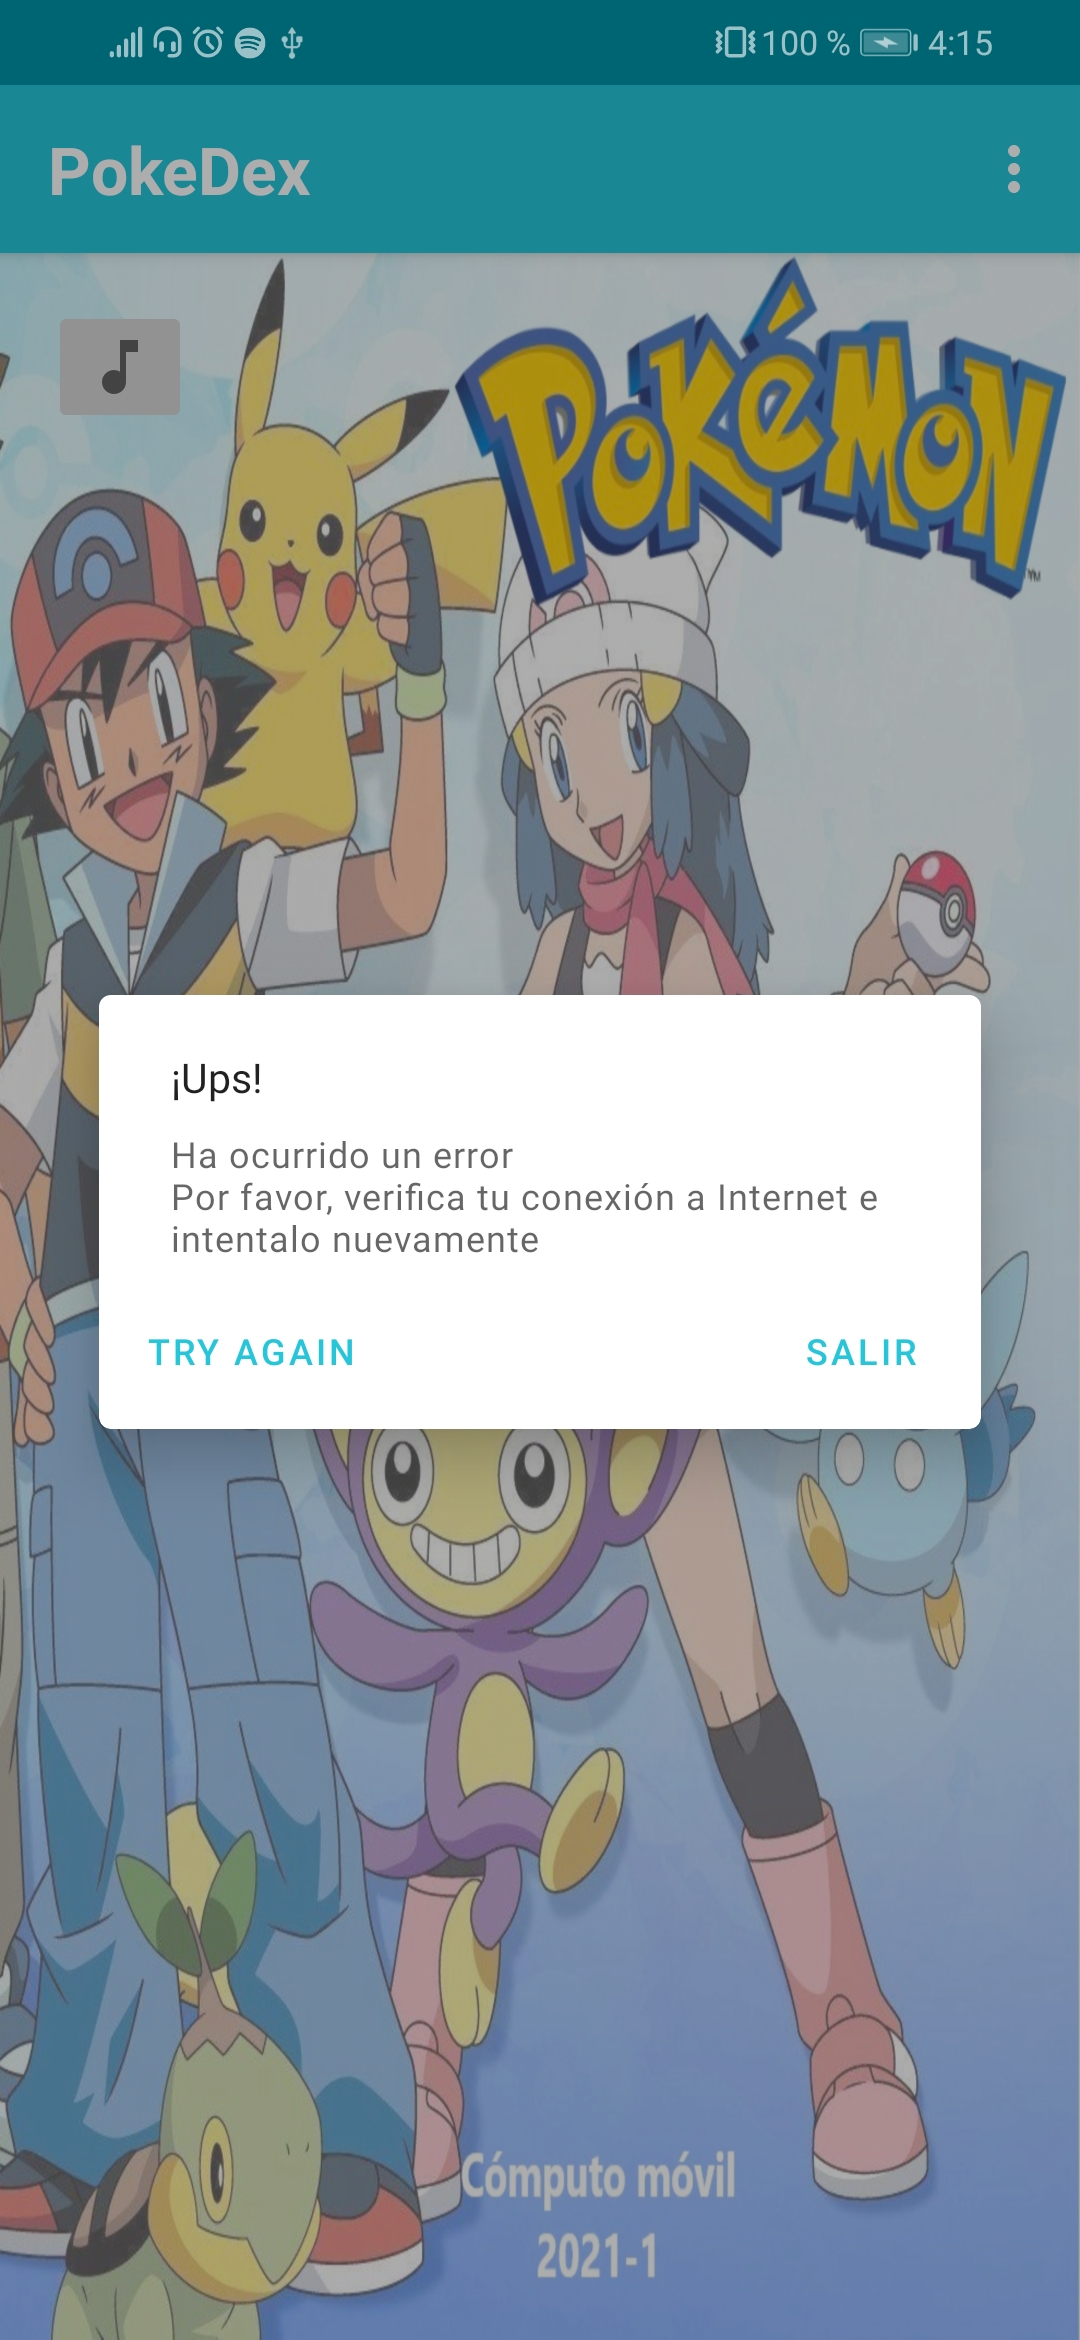 100 % 4:15
PokeDex
POKéMON
TM
¡Ups!
Ha ocurrido un error
Por favor, verifica tu conexión a Internet e
intentalo nuevamente
TRY AGAIN
SALIR
Cómputo móvil
2021-1